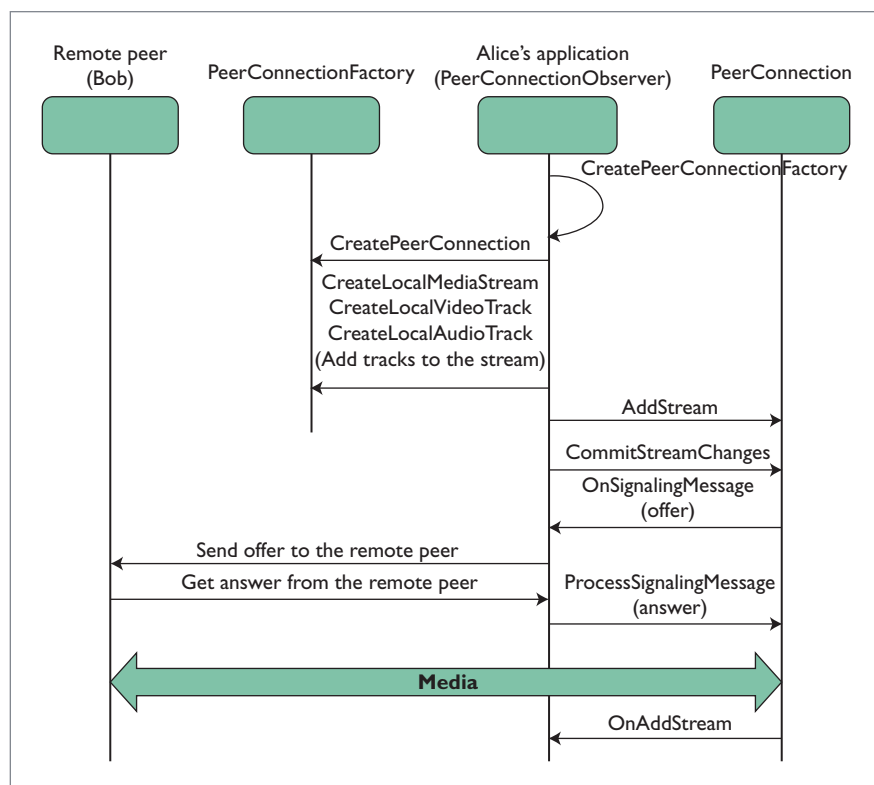 Remote peer
(Bob)
PeerConnectionFactory
Alice's application
(PeerConnectionObserver)
PeerConnection
CreatePeerConnectionFactory
CreatePeerConnection
CreateLocalMediaStream
CreateLocalVideoTrack
CreateLocalAudioTrack
(Add tracks to the stream)
AddStream
CommitStreamChanges
OnSignalingMessage
(offer)
Send offer to the remote peer
Get answer from the remote peer
ProcessSignalingMessage
(answer)
Media
OnAddStream